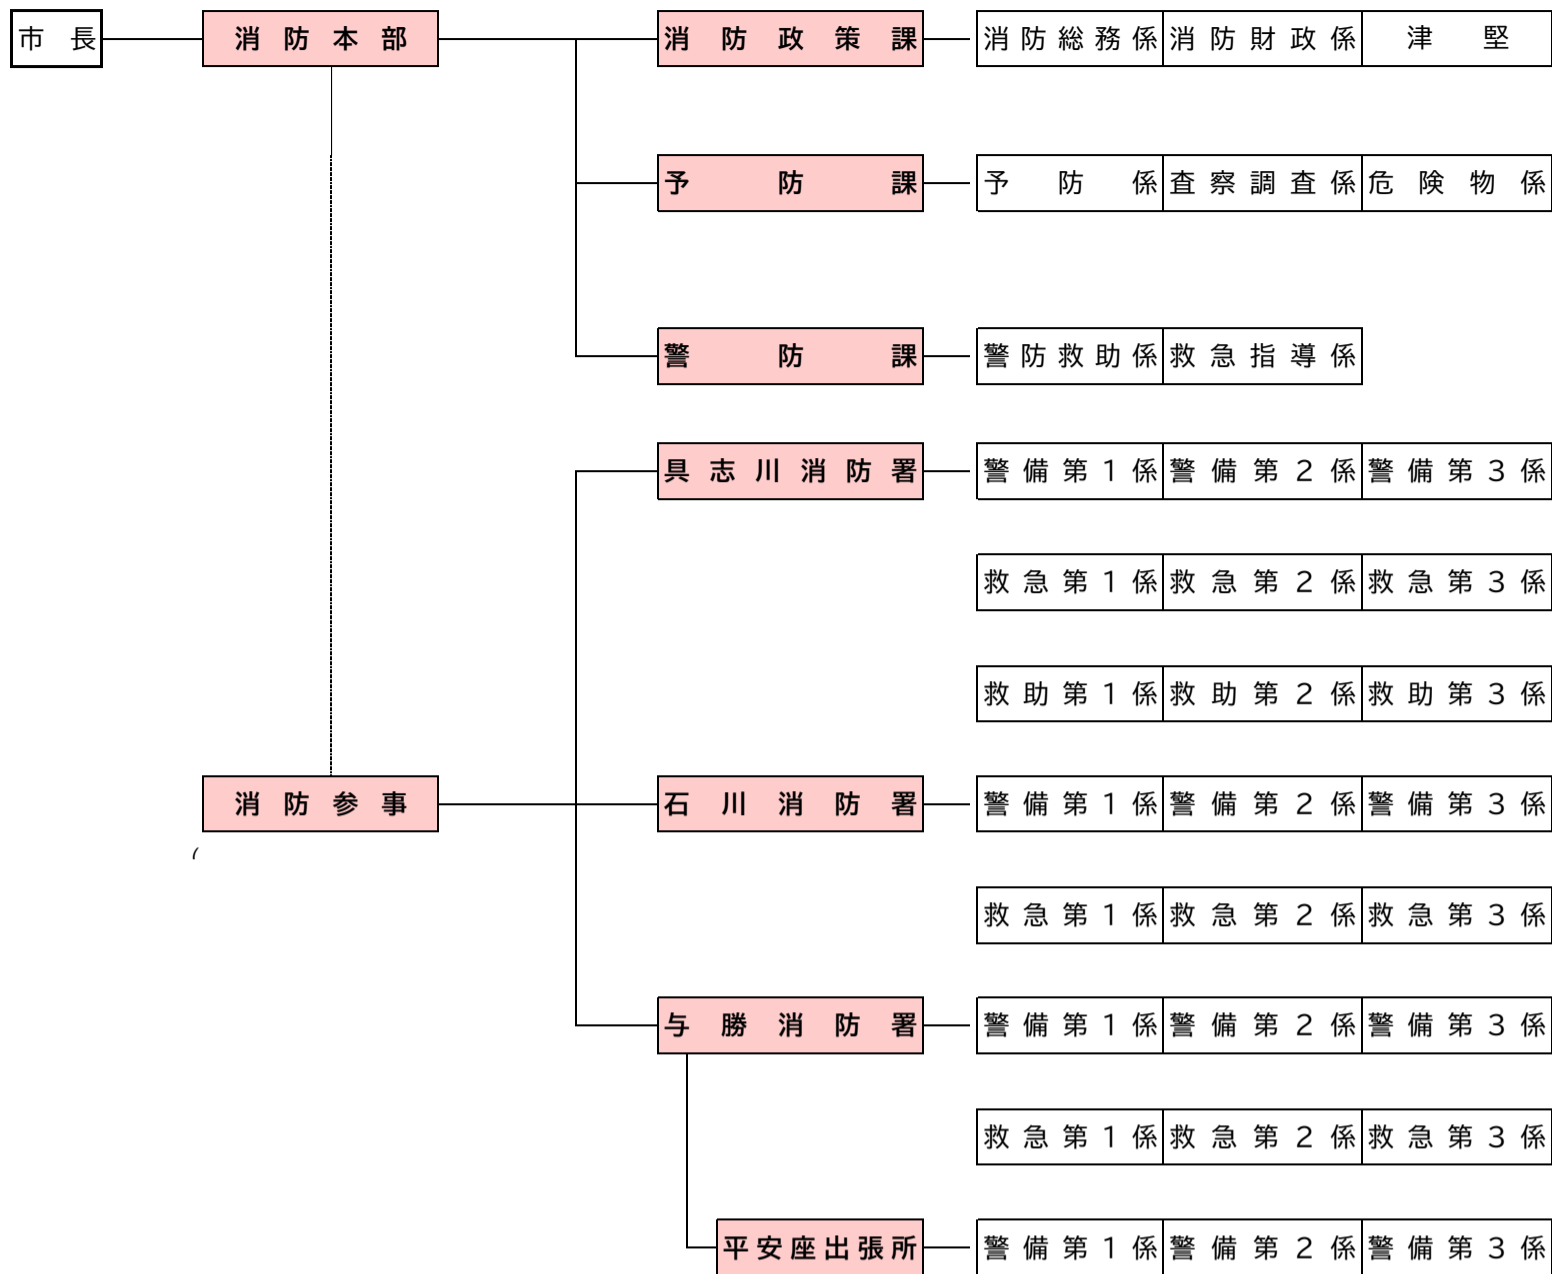 市長 消防本部 消防政策課 消防総務係 消防財政係 津堅
予防課 予防係 査察調査係 危険物係
警防課 警防救助係 救急指導係
具志川消防署 警備第1係 警備第2係 警備第3係
救急第1係 救急第2係 救急第3係
救助第1係 救助第2係 救助第3係
消防参事 石川消防署 警備第1係 警備第2係 警備第3係
(
救急第1係 救急第2係 救急第3係
与勝消防署 警備第1係 警備第2係 警備第3係
救急第1係 救急第2係 救急第3係
平安座出張所 警備第1係 警備第2係 警備第3係